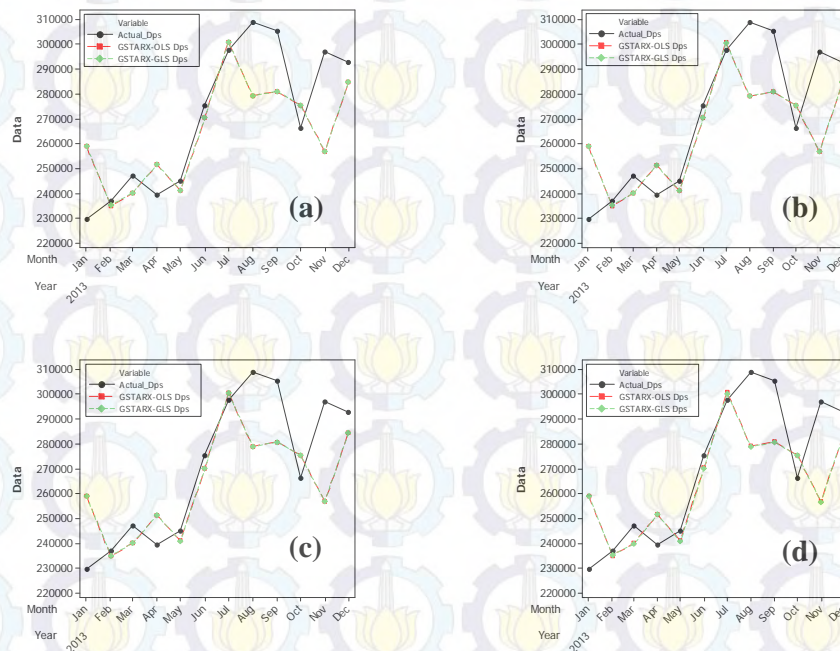 Variable
Actual_Dps
GSTARX-OLS Dps
GSTARX-GLS Dps
310000
300000
290000
280000
270000
260000
250000
240000
230000
220000
Data
(a)
Month Jan Feb Mar Apr May Jun Jul Aug Sep Oct Nov Dec
Year 2013
Variable
Actual_Dps
GSTARX-OLS Dps
GSTARX-GLS Dps
310000
300000
290000
280000
270000
260000
250000
240000
230000
220000
Data
(b)
Month Jan Feb Mar Apr May Jun Jul Aug Sep Oct Nov Dec
Year 2013
Variable
Actual_Dps
GSTARX-OLS Dps
GSTARX-GLS Dps
310000
300000
290000
280000
270000
260000
250000
240000
230000
220000
Data
(c)
Month Jan Feb Mar Apr May Jun Jul Aug Sep Oct Nov Dec
Year 2013
Variable
Actual_Dps
GSTARX-OLS Dps
GSTARX-GLS Dps
310000
300000
290000
280000
270000
260000
250000
240000
230000
220000
Data
(d)
Month Jan Feb Mar Apr May Jun Jul Aug Sep Oct Nov Dec
Year 2013